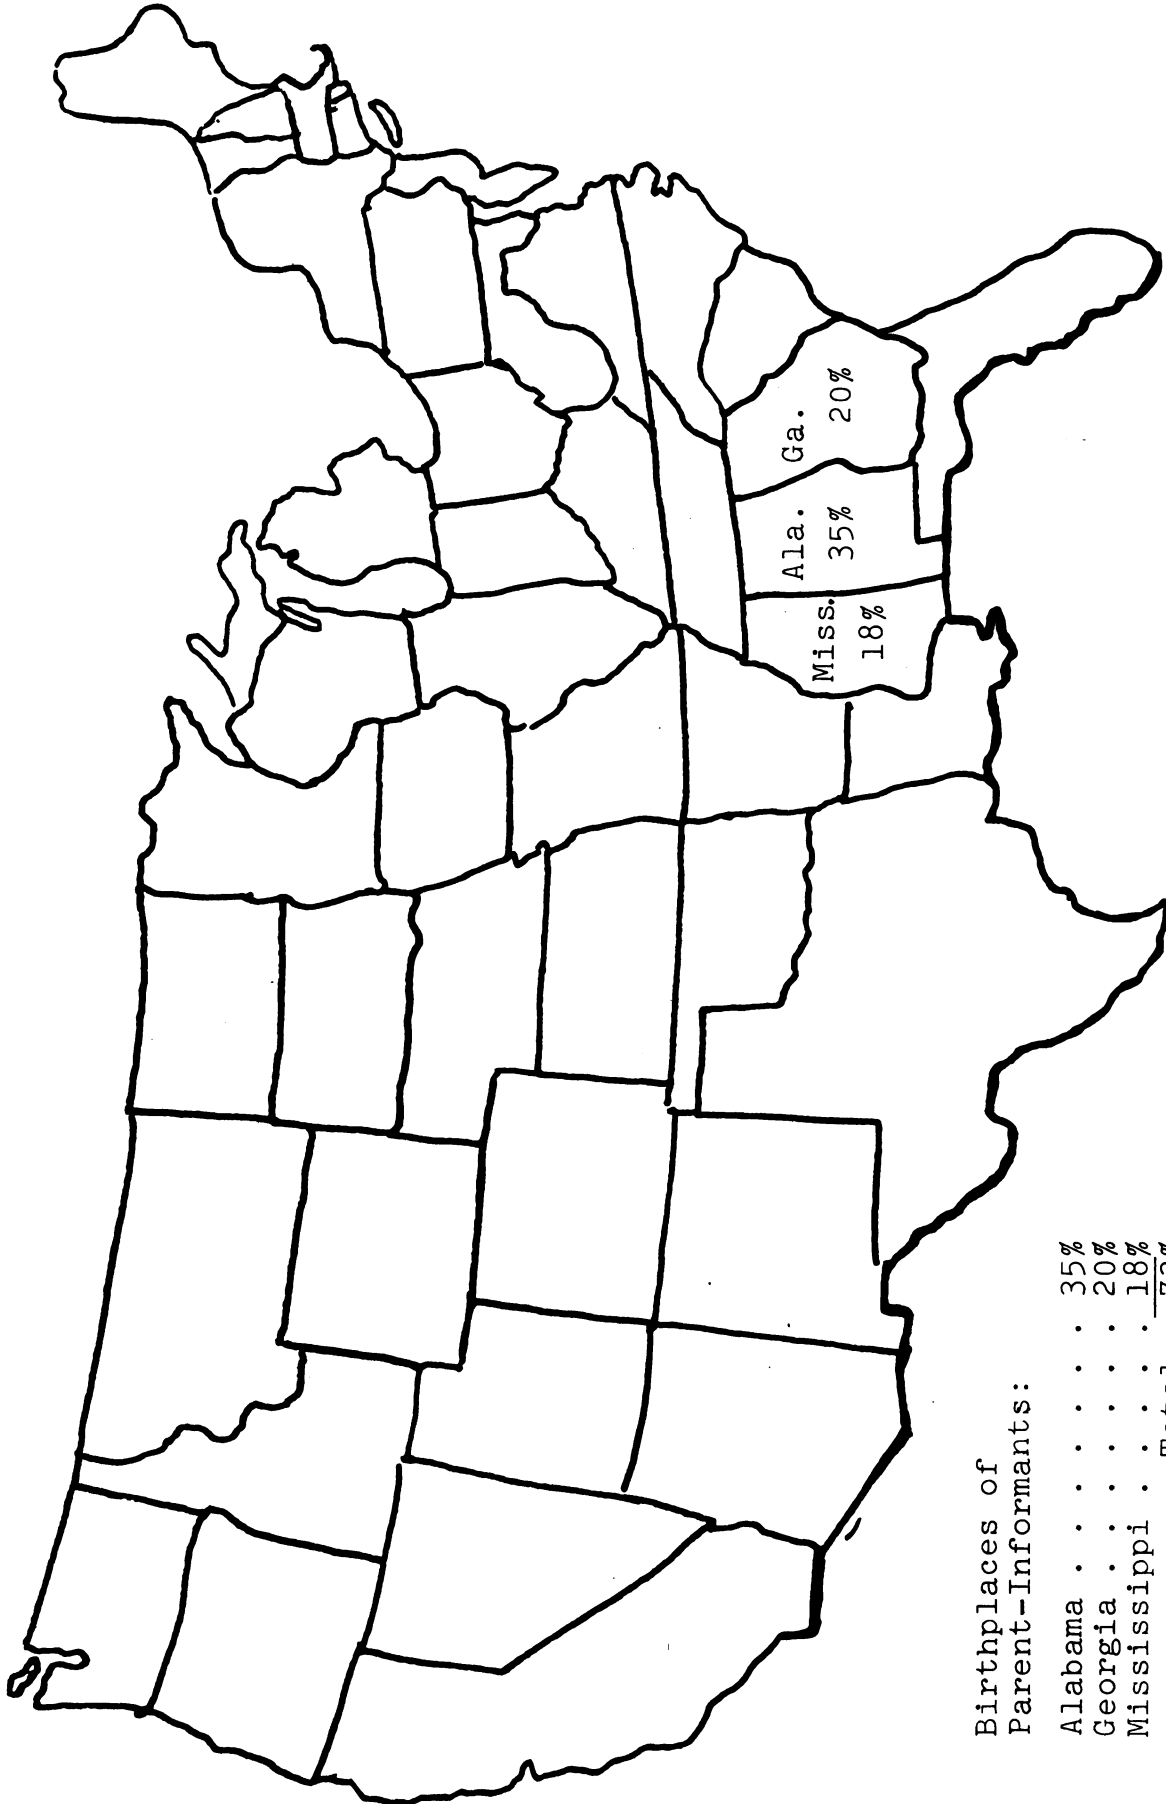 Miss.
18%
Ala.
35%
Ga.
20%
Birthplaces of
Parent-Informants:
Alabama . . . . . . . . 35%
Georgia . . . . . . . . 20%
Mississippi . . . . . . 18%